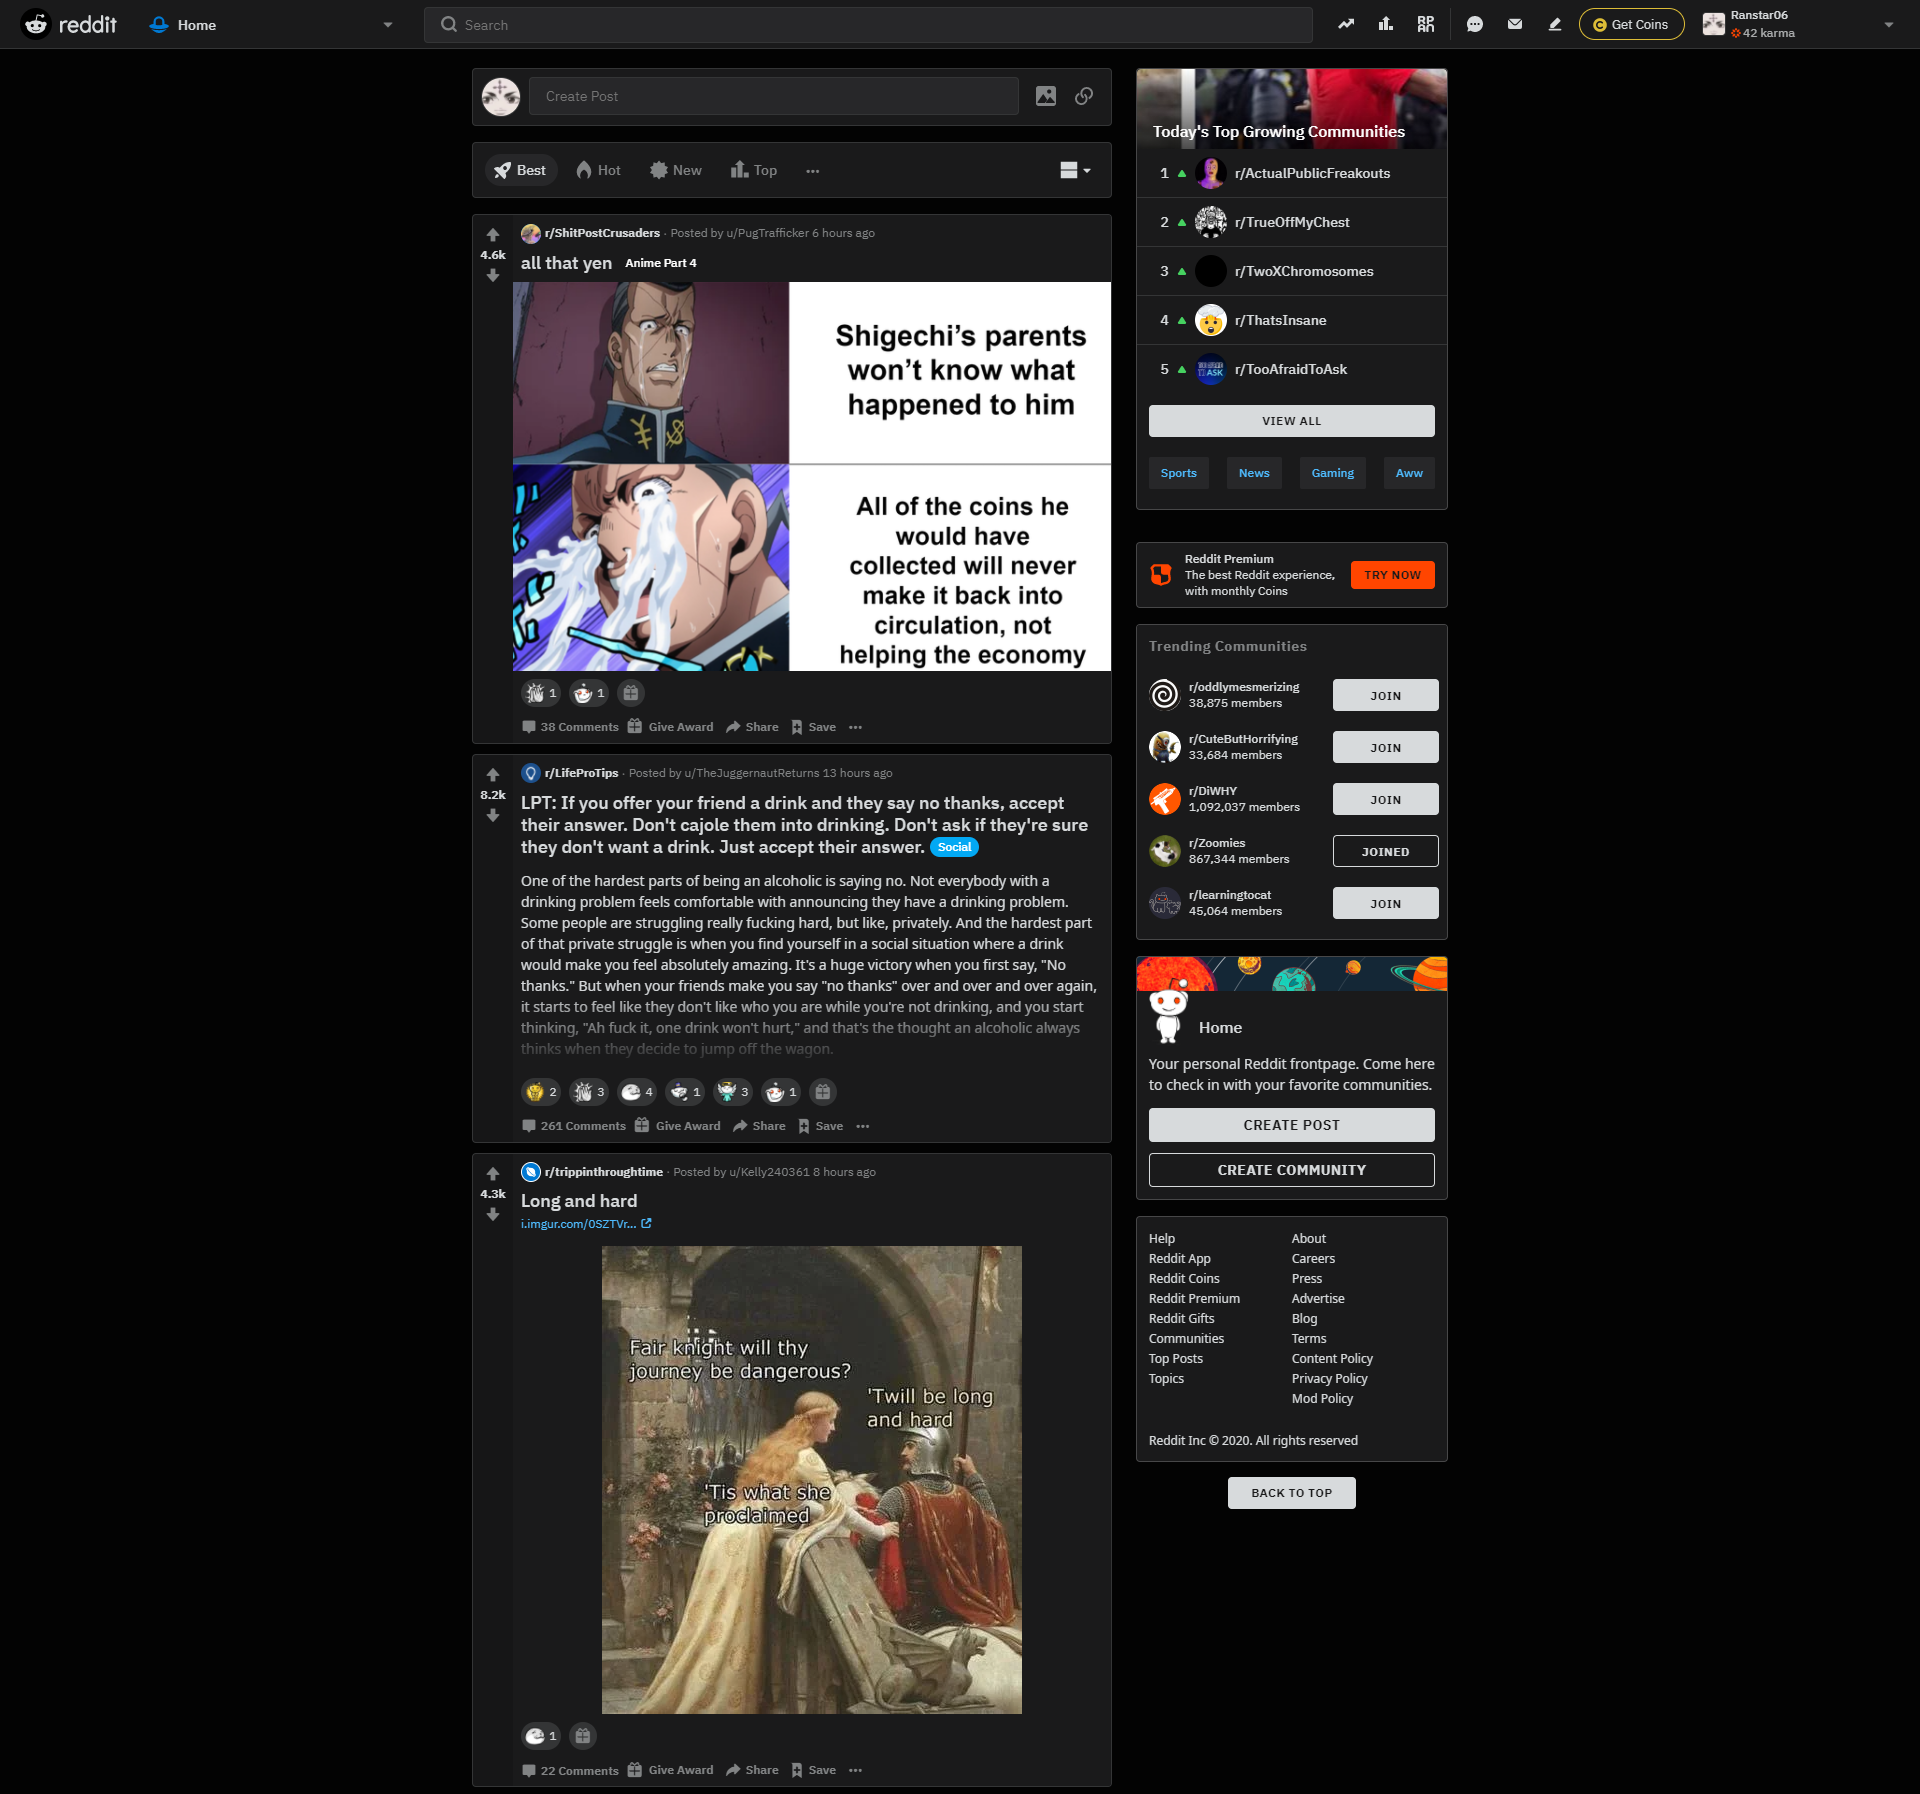 reddit
Home
Search
Get Coins
Ranstar06
42 karma
Create Post
Best
Hot
New
Top
r/ShitPostCrusaders · Posted by u/PugTrafficker 6 hours ago
4.6k
all that yen Anime Part 4
Shigechi's parents
won't know what
happened to him
All of the coins he
would have
collected will never
make it back into
circulation, not
helping the economy
1
1
38 Comments Give Award Share Save
r/LifeProTips · Posted by u/TheJuggernautReturns 13 hours ago
8.2k
LPT: If you offer your friend a drink and they say no thanks, accept
their answer. Don't cajole them into drinking. Don't ask if they're sure
they don't want a drink. Just accept their answer. Social
One of the hardest parts of being an alcoholic is saying no. Not everybody with a
drinking problem feels comfortable with announcing they have a drinking problem.
Some people are struggling really fucking hard, but like, privately. And the hardest part
of that private struggle is when you find yourself in a social situation where a drink
would make you feel absolutely amazing. It's a huge victory when you first say, "No
thanks." But when your friends make you say "no thanks" over and over and over again,
it starts to feel like they don't like who you are while you're not drinking, and you start
thinking, "Ah fuck it, one drink won't hurt," and that's the thought an alcoholic always
thinks when they decide to jump off the wagon.
2 3 4 1 3 1
261 Comments Give Award Share Save
r/trippinthroughtime · Posted by u/Kelly240361 8 hours ago
4.3k
Long and hard
i.imgur.com/0SZTVr...
Fair knight will thy
journey be dangerous?
'Twill be long
and hard
'Tis what she
proclaimed
1
22 Comments Give Award Share Save
Today's Top Growing Communities
1 r/ActualPublicFreakouts
2 r/TrueOffMyChest
3 r/TwoXChromosomes
4 r/ThatsInsane
5 r/TooAfraidToAsk
VIEW ALL
Sports News Gaming Aww
Reddit Premium
The best Reddit experience,
with monthly Coins
TRY NOW
Trending Communities
r/oddlymesmerizing
38,875 members
JOIN
r/CuteButHorrifying
33,684 members
JOIN
r/DiWHY
1,092,037 members
JOIN
r/Zoomies
867,344 members
JOINED
r/learningtocat
45,064 members
JOIN
Home
Your personal Reddit frontpage. Come here
to check in with your favorite communities.
CREATE POST
CREATE COMMUNITY
Help
Reddit App
Reddit Coins
Reddit Premium
Reddit Gifts
Communities
Top Posts
Topics
About
Careers
Press
Advertise
Blog
Terms
Content Policy
Privacy Policy
Mod Policy
Reddit Inc © 2020. All rights reserved
BACK TO TOP